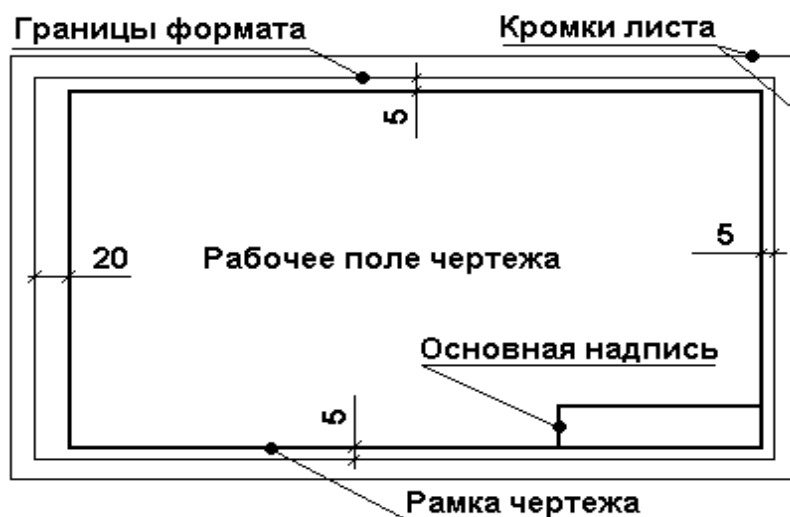 Границы формата
Кромки листа
5
20
Рабочее поле чертежа
5
Основная надпись
5
Рамка чертежа